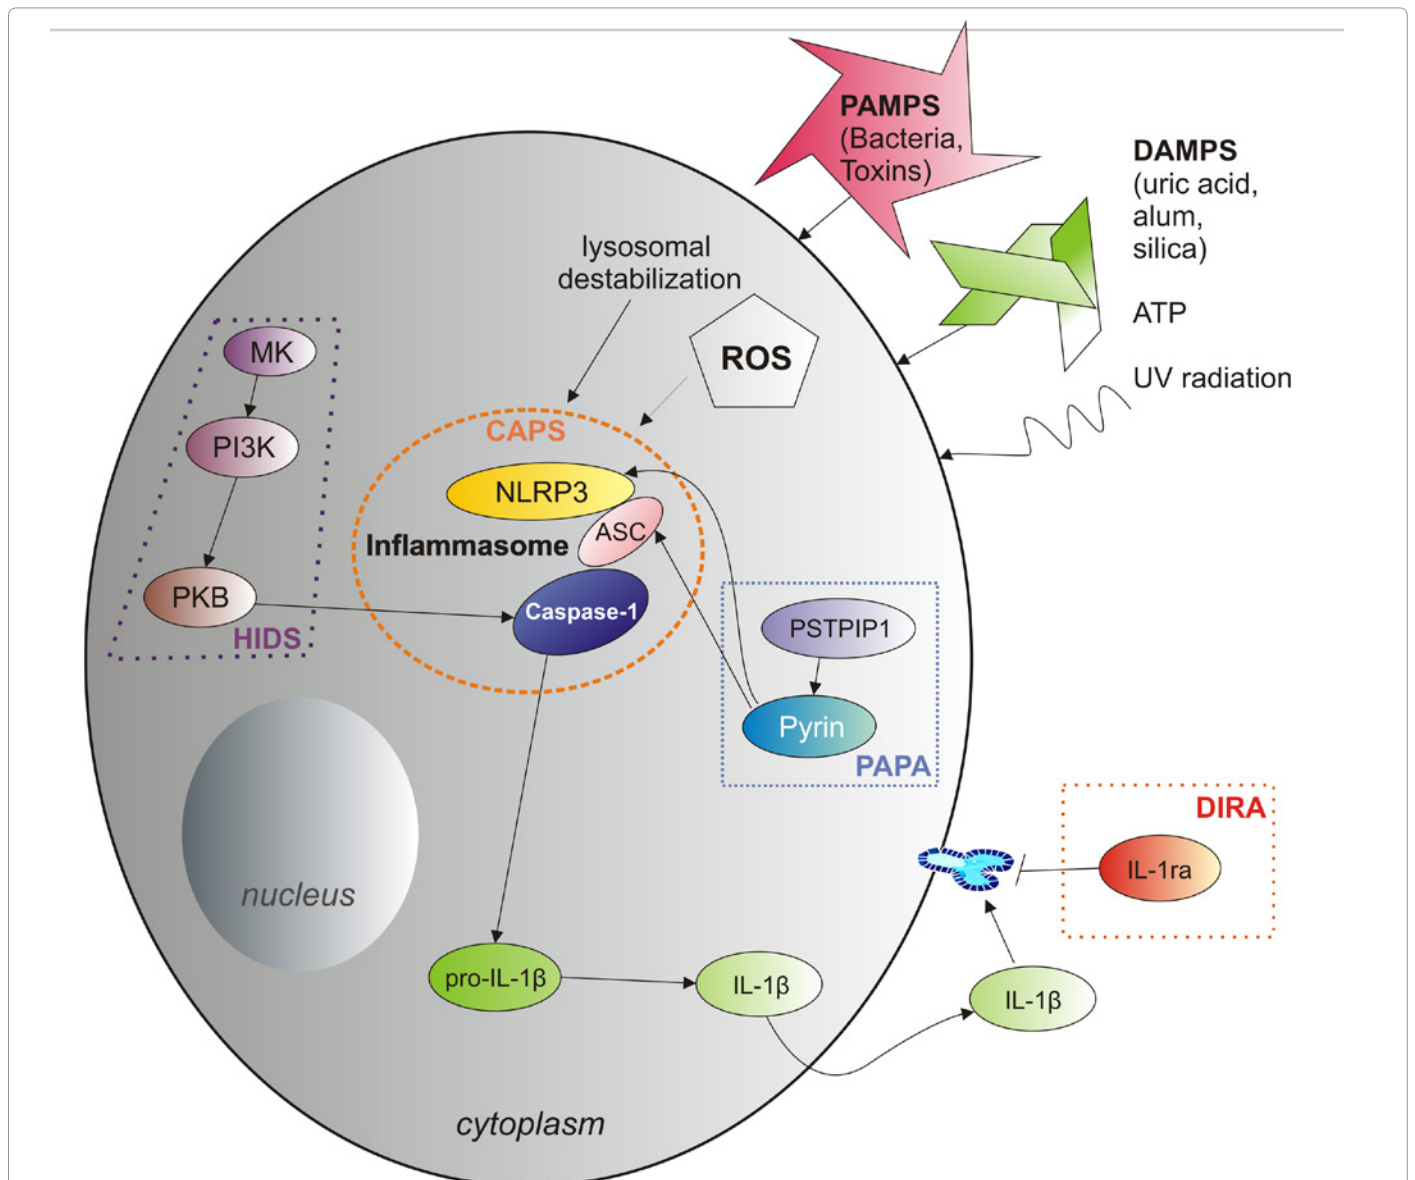 PAMPS
(Bacteria,
Toxins)
DAMPS
(uric acid,
alum,
silica)
ATP
UV radiation
lysosomal
destabilization
ROS
MK
PI3K
PKB
HIDS
CAPS
NLRP3
ASC
Inflammasome
Caspase-1
PSTPIP1
Pyrin
PAPA
DIRA
IL-1ra
nucleus
pro-IL-1β
IL-1β
IL-1β
cytoplasm